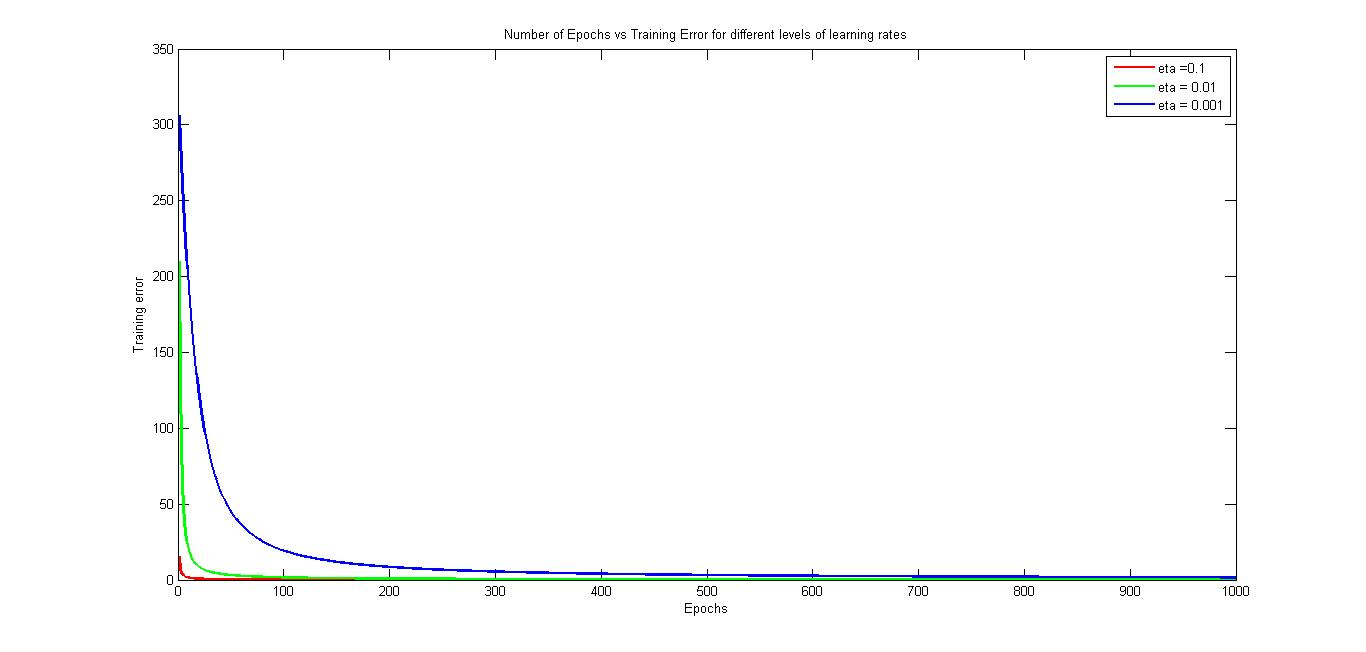 Number of Epochs vs Training Error for different levels of learning rates
350
300
250
200
150
100
50
0
Training error
eta =0.1
eta = 0.01
eta = 0.001
0 100 200 300 400 500 600 700 800 900 1000
Epochs